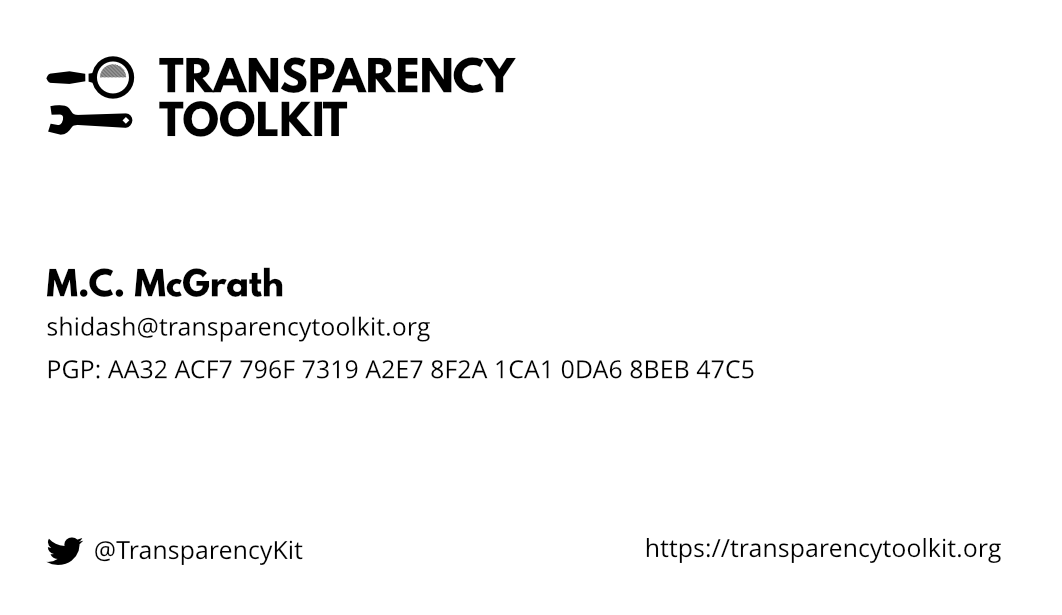 TRANSPARENCY
TOOLKIT
M.C. McGrath
shidash@transparencytoolkit.org
PGP: AA32 ACF7 796F 7319 A2E7 8F2A 1CA1 0DA6 8BEB 47C5
@TransparencyKit
https://transparencytoolkit.org